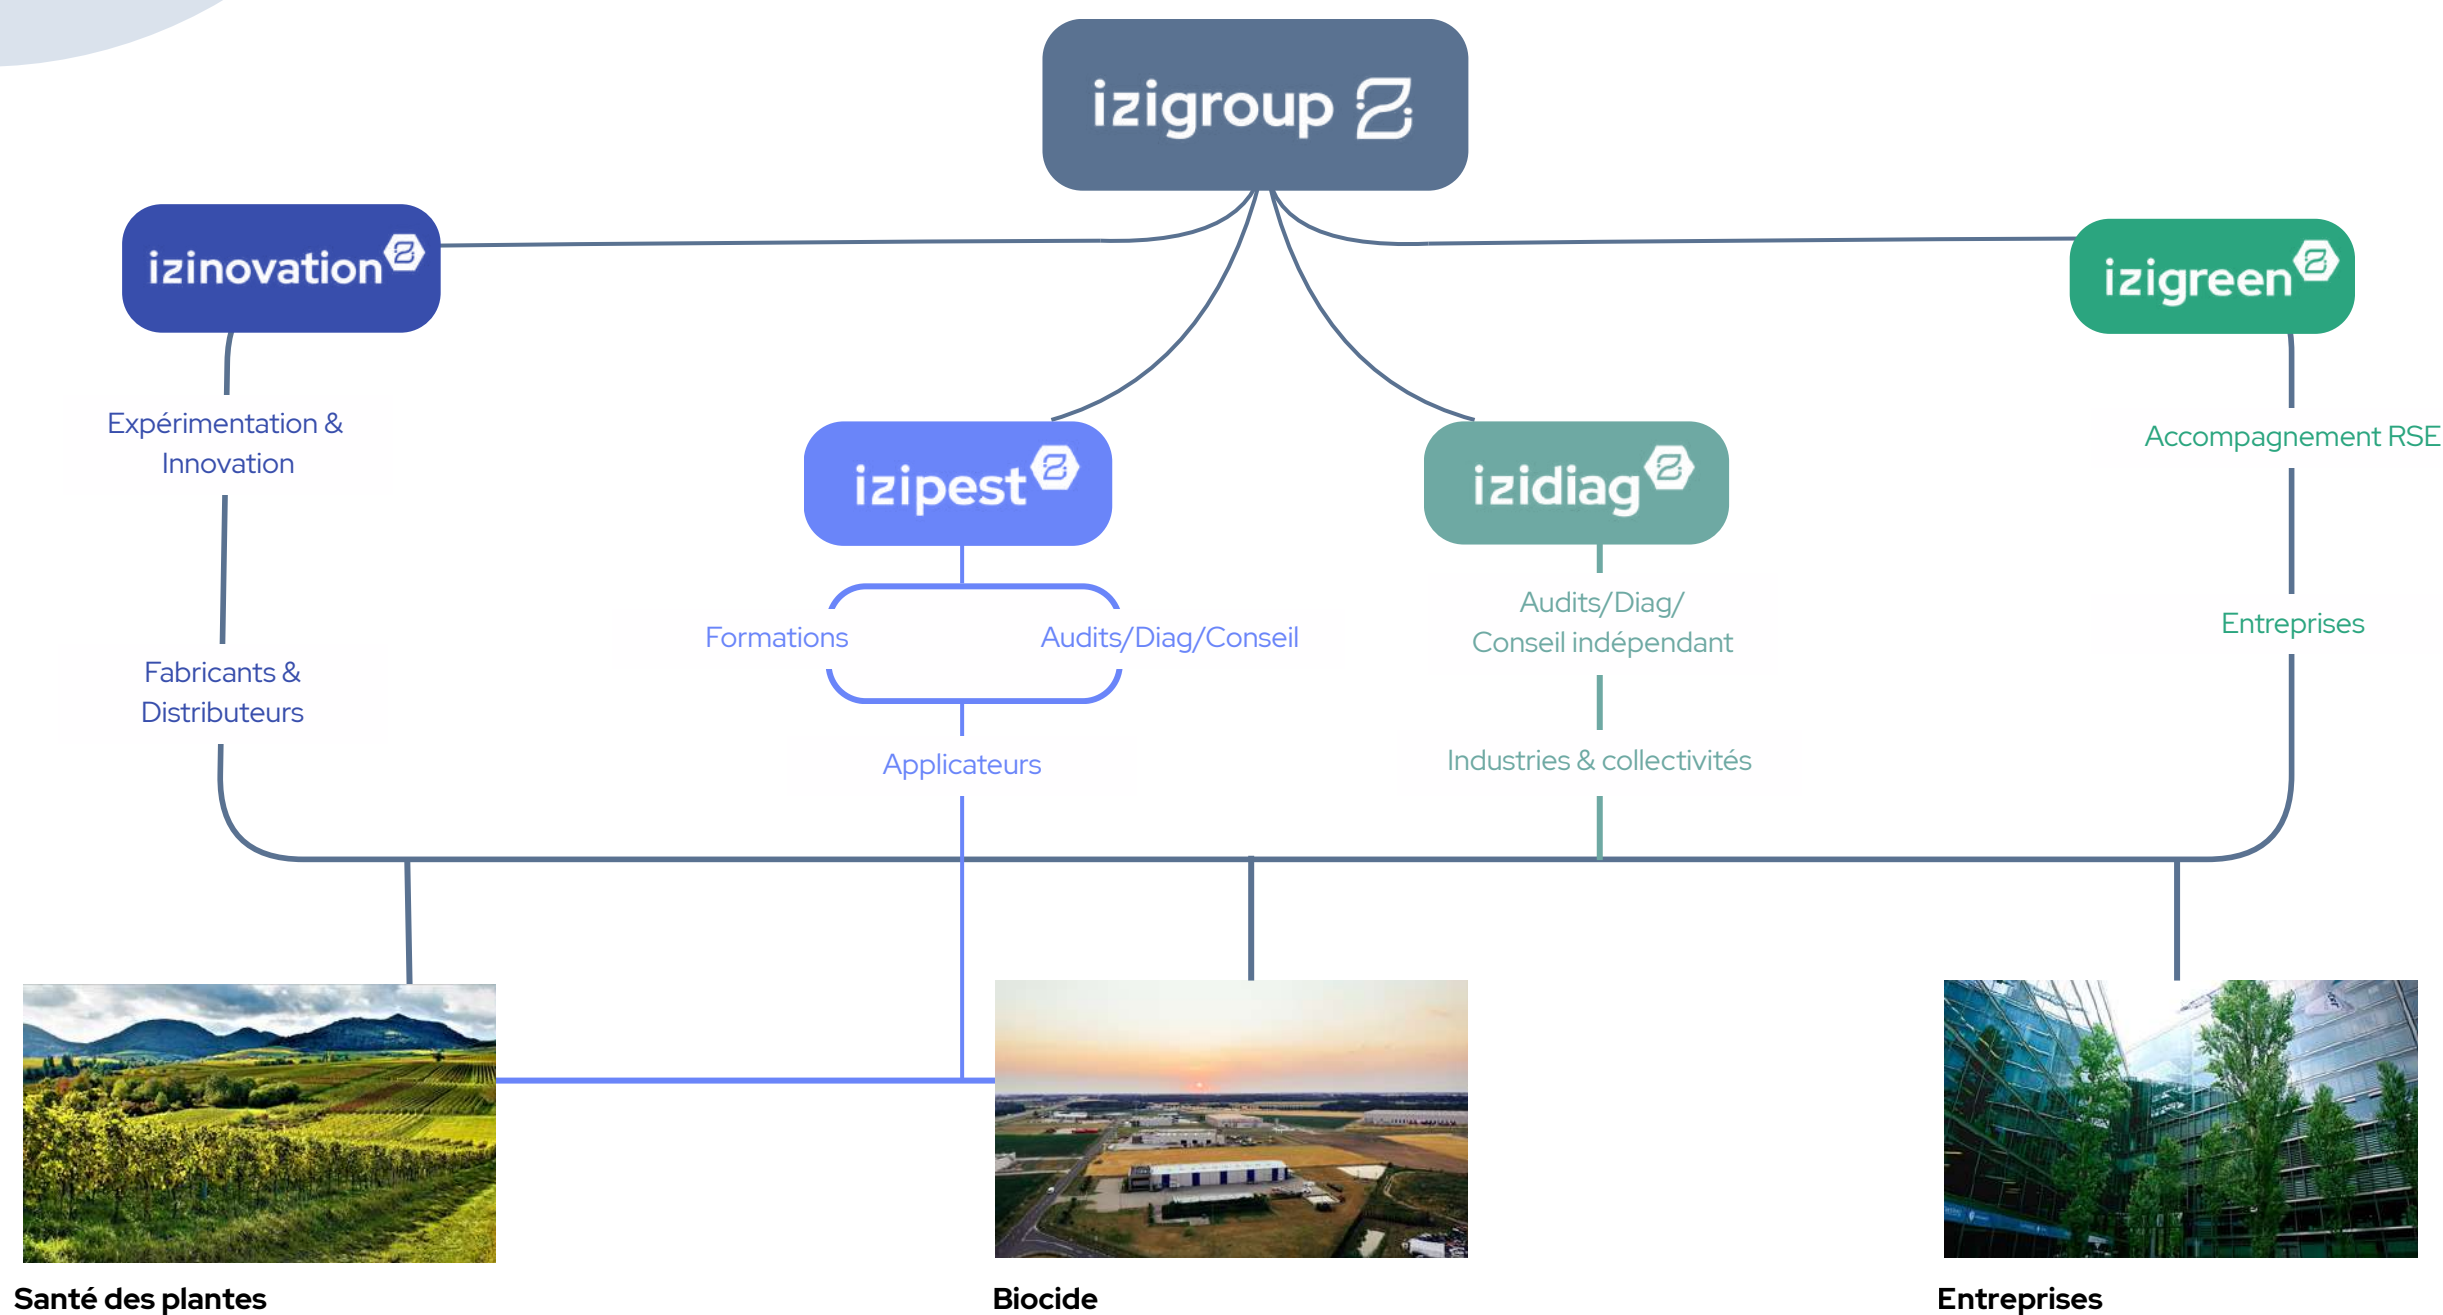 izigroup
izinovation
izigreen
Expérimentation &
Innovation
Accompagnement RSE
izipest
izidiag
Formations
Audits/Diag/Conseil
Audits/Diag/
Conseil indépendant
Entreprises
Fabricants &
Distributeurs
Applicateurs
Industries & collectivités
Santé des plantes
Biocide
Entreprises